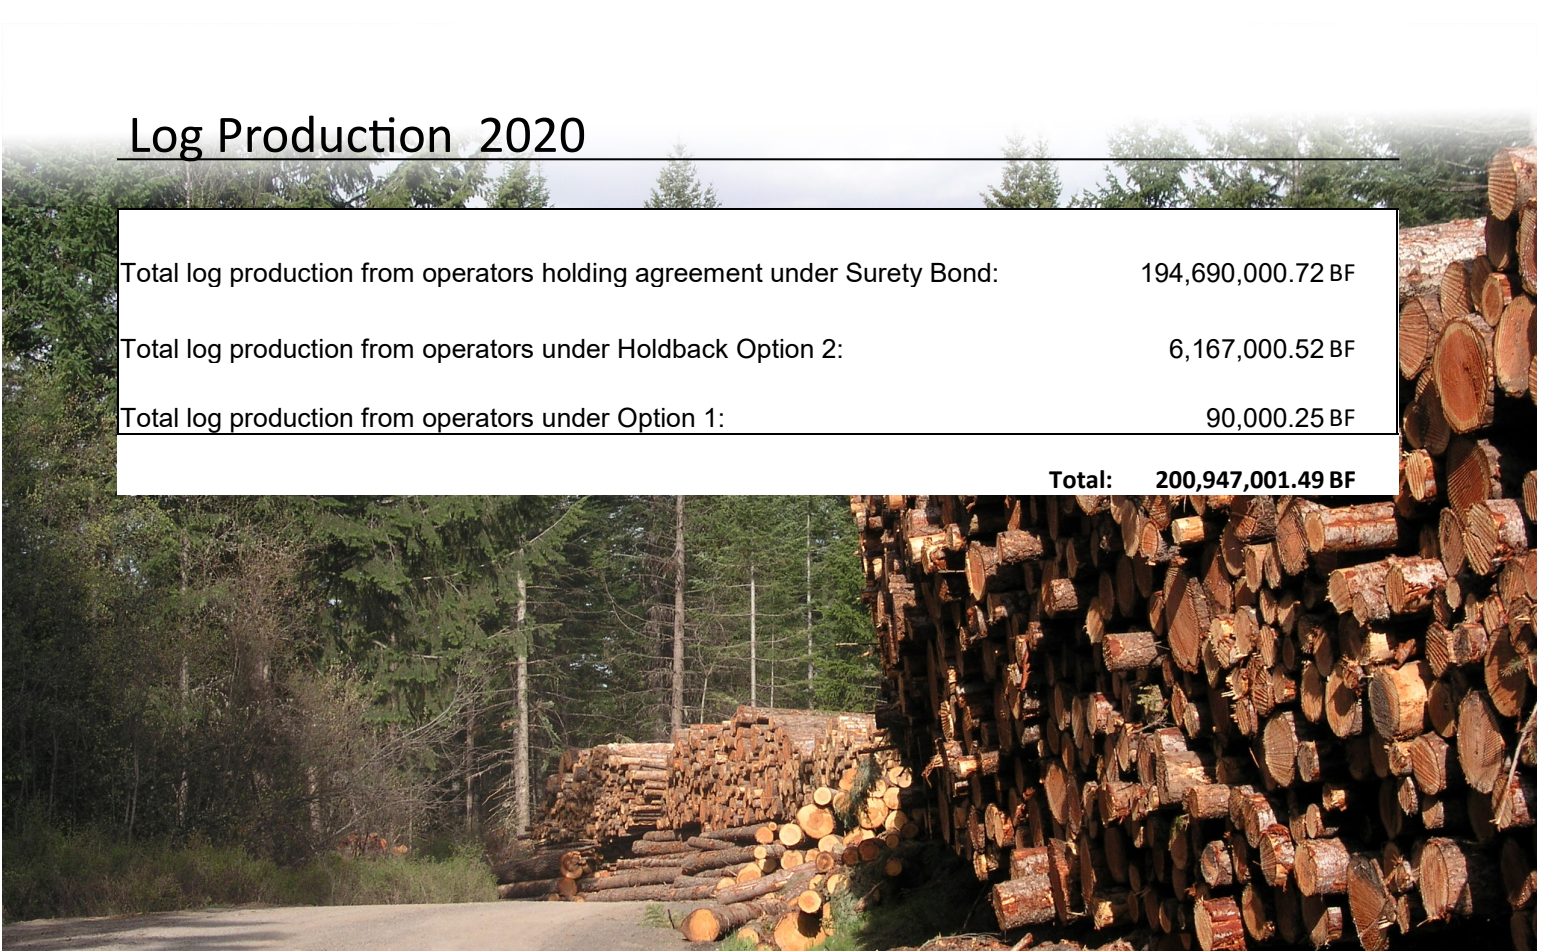 Log Production 2020
Total log production from operators holding agreement under Surety Bond: 194,690,000.72 BF
Total log production from operators under Holdback Option 2: 6,167,000.52 BF
Total log production from operators under Option 1: 90,000.25 BF
Total: 200,947,001.49 BF